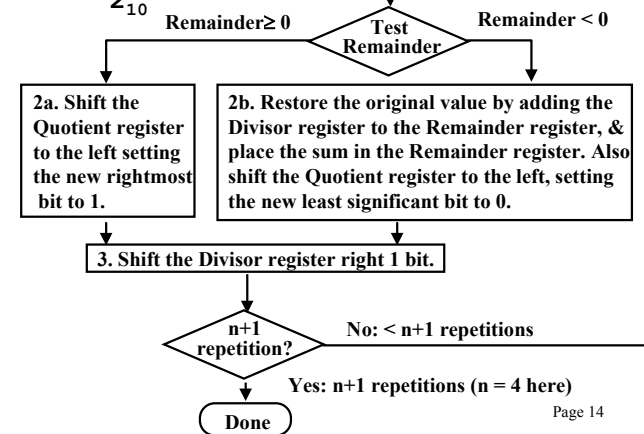 2₁₀
Remainder≥ 0
Test
Remainder
Remainder < 0
2a. Shift the
Quotient register
to the left setting
the new rightmost
bit to 1.
2b. Restore the original value by adding the
Divisor register to the Remainder register, &
place the sum in the Remainder register. Also
shift the Quotient register to the left, setting
the new least significant bit to 0.
3. Shift the Divisor register right 1 bit.
n+1
repetition?
No: < n+1 repetitions
Yes: n+1 repetitions (n = 4 here)
Done
Page 14